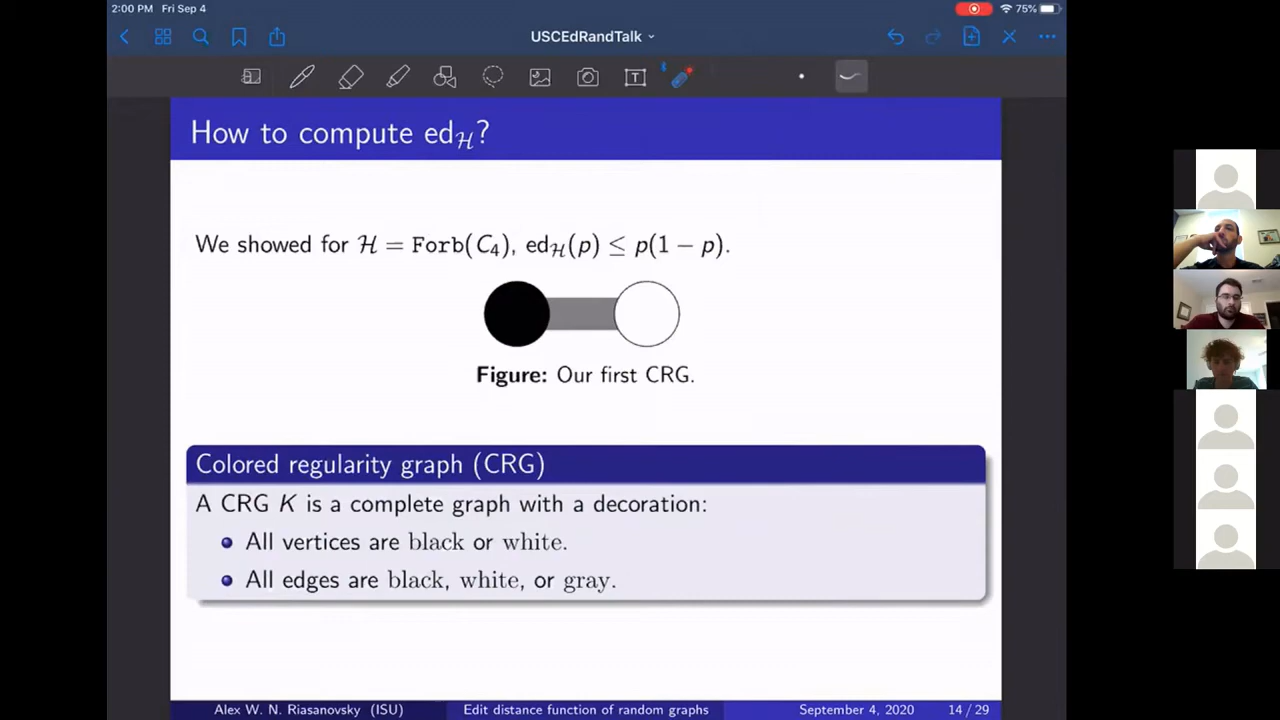 2:00 PM Fri Sep 4
75%
USCEdRandTalk
T
How to compute ed_ℋ?
We showed for ℋ = Forb(C₄), ed_ℋ(p) ≤ p(1 − p).
Figure: Our first CRG.
Colored regularity graph (CRG)
A CRG K is a complete graph with a decoration:
All vertices are black or white.
All edges are black, white, or gray.
Alex W. N. Riasanovsky (ISU) Edit distance function of random graphs September 4, 2020 14 / 29